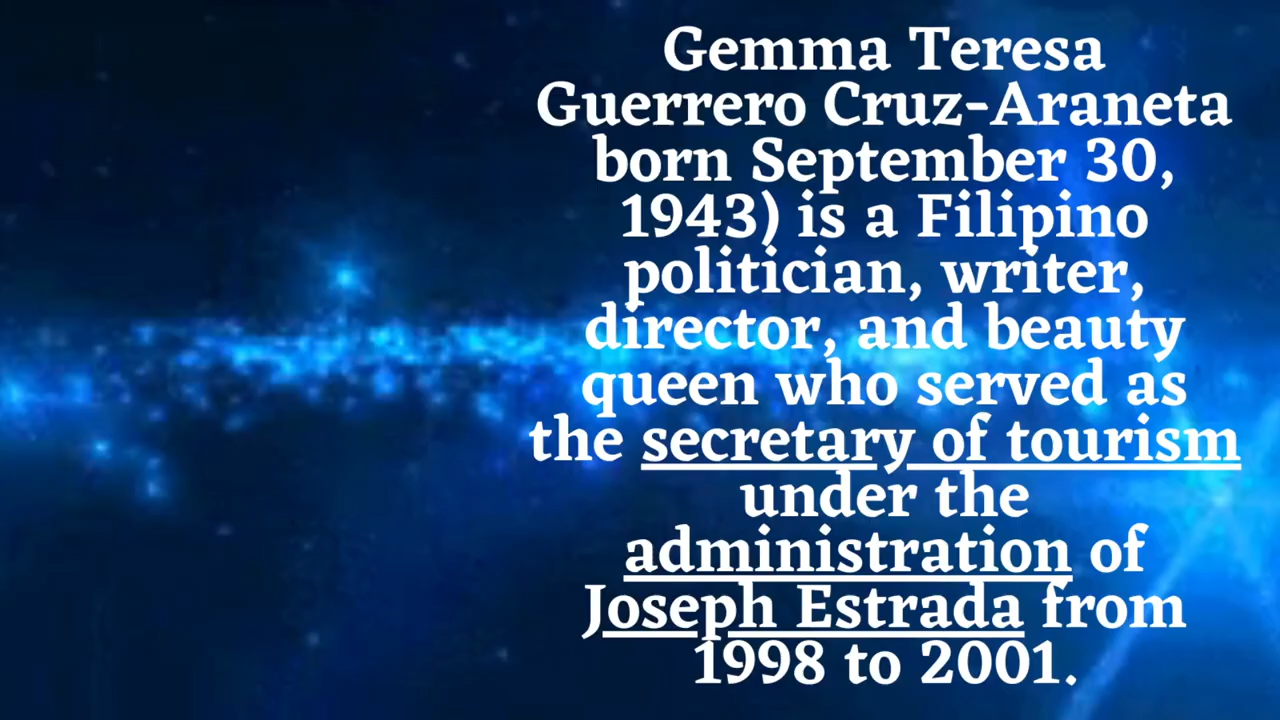 Gemma Teresa
Guerrero Cruz-Araneta
born September 30,
1943) is a Filipino
politician, writer,
director, and beauty
queen who served as
the secretary of tourism
under the
administration of
Joseph Estrada from
1998 to 2001.